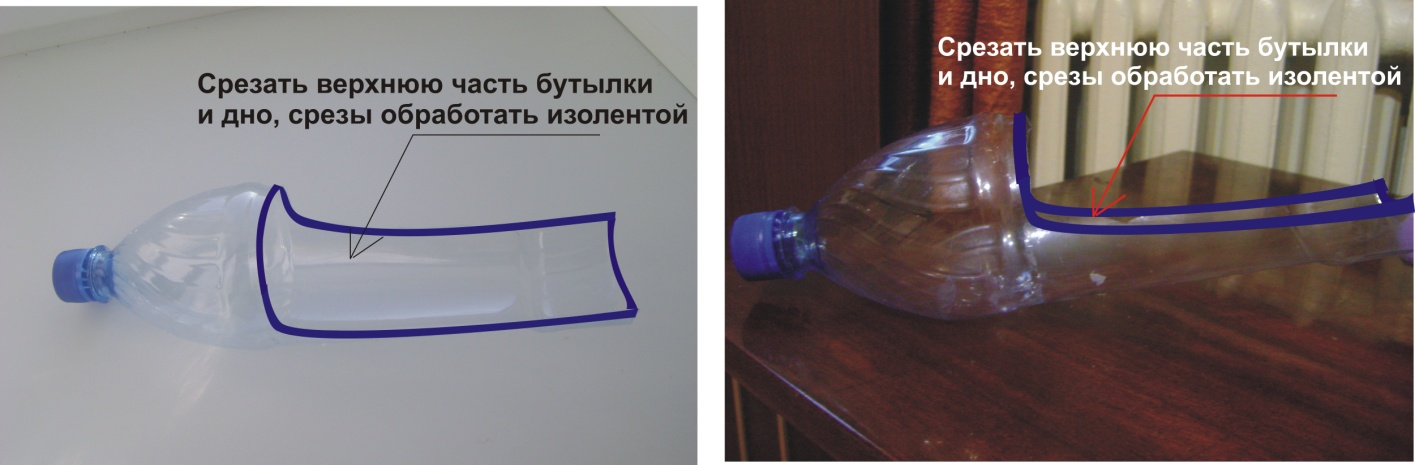 Срезать верхнюю часть бутылки
и дно, срезы обработать изолентой
Срезать верхнюю часть бутылки
и дно, срезы обработать изолентой